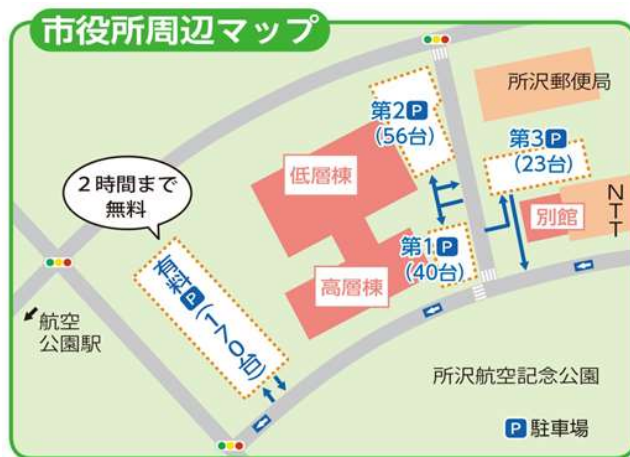 市役所周辺マップ
所沢郵便局
第2P
(56台)
第3P
(23台)
低層棟
2時間まで
無料
別館
NTT
第1P
(40台)
高層棟
有料P(170台)
航空
公園駅
所沢航空記念公園
P 駐車場